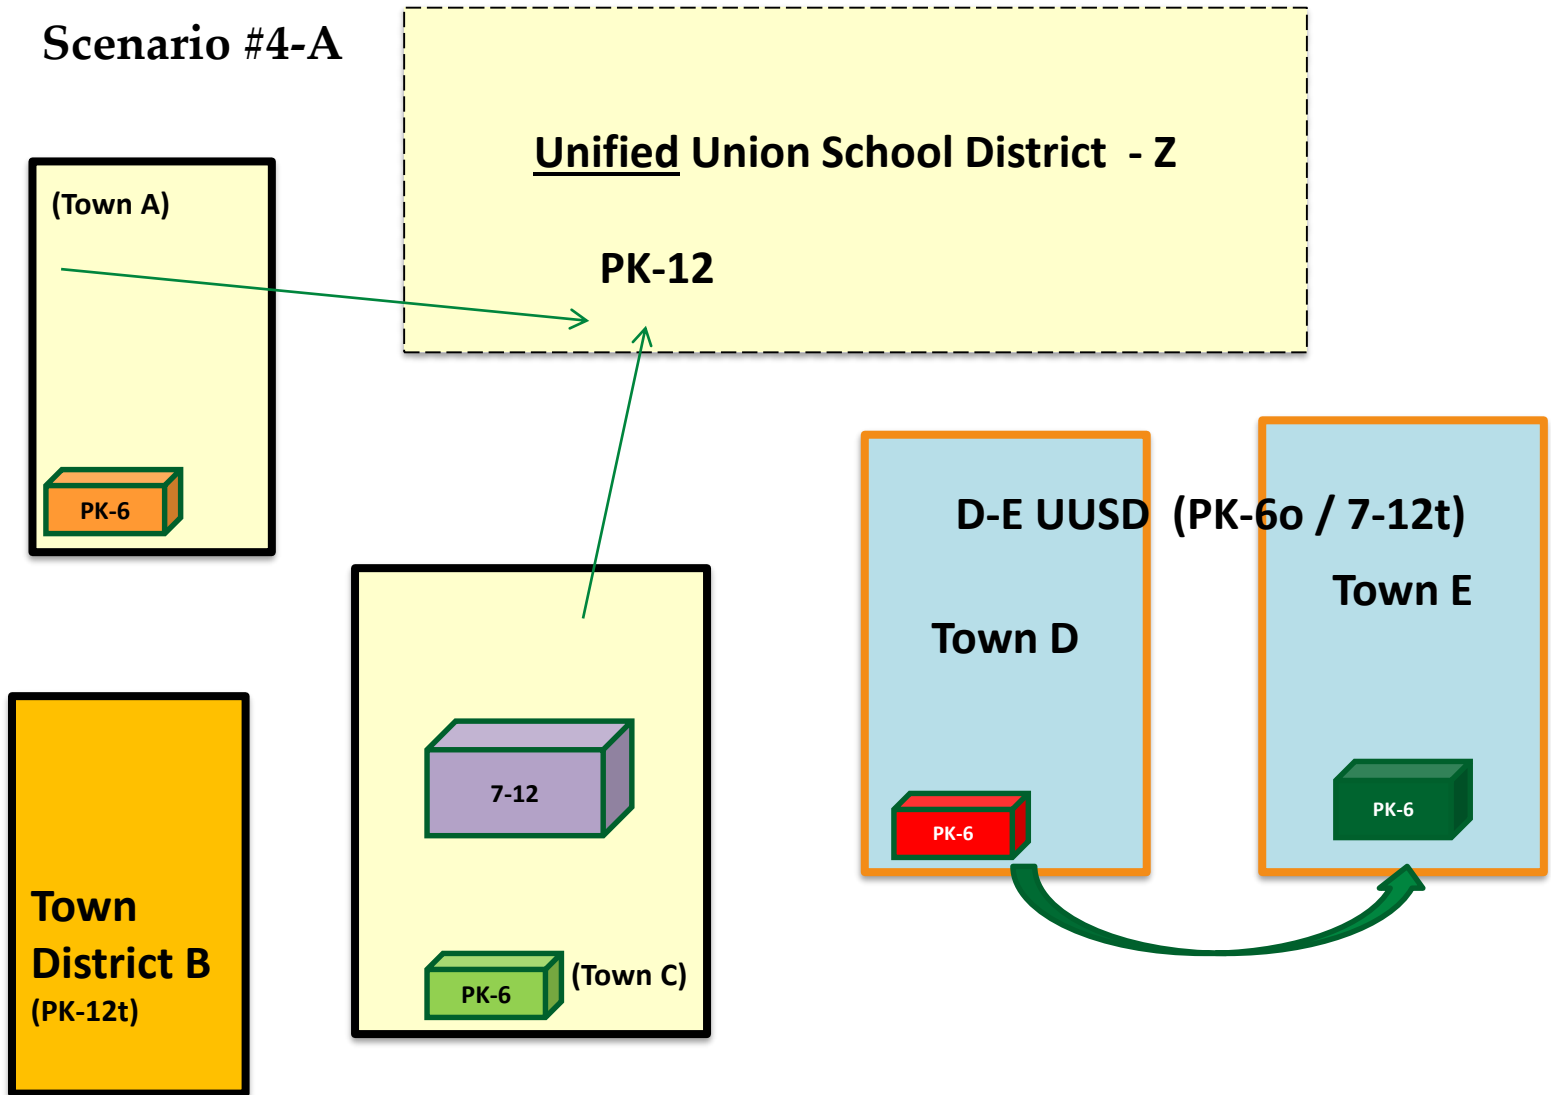 Scenario #4-A
Unified Union School District - Z
PK-12
(Town A)
PK-6
D-E UUSD (PK-6o / 7-12t)
Town E
Town D
7-12
PK-6
PK-6
Town
District B
(PK-12t)
PK-6
(Town C)